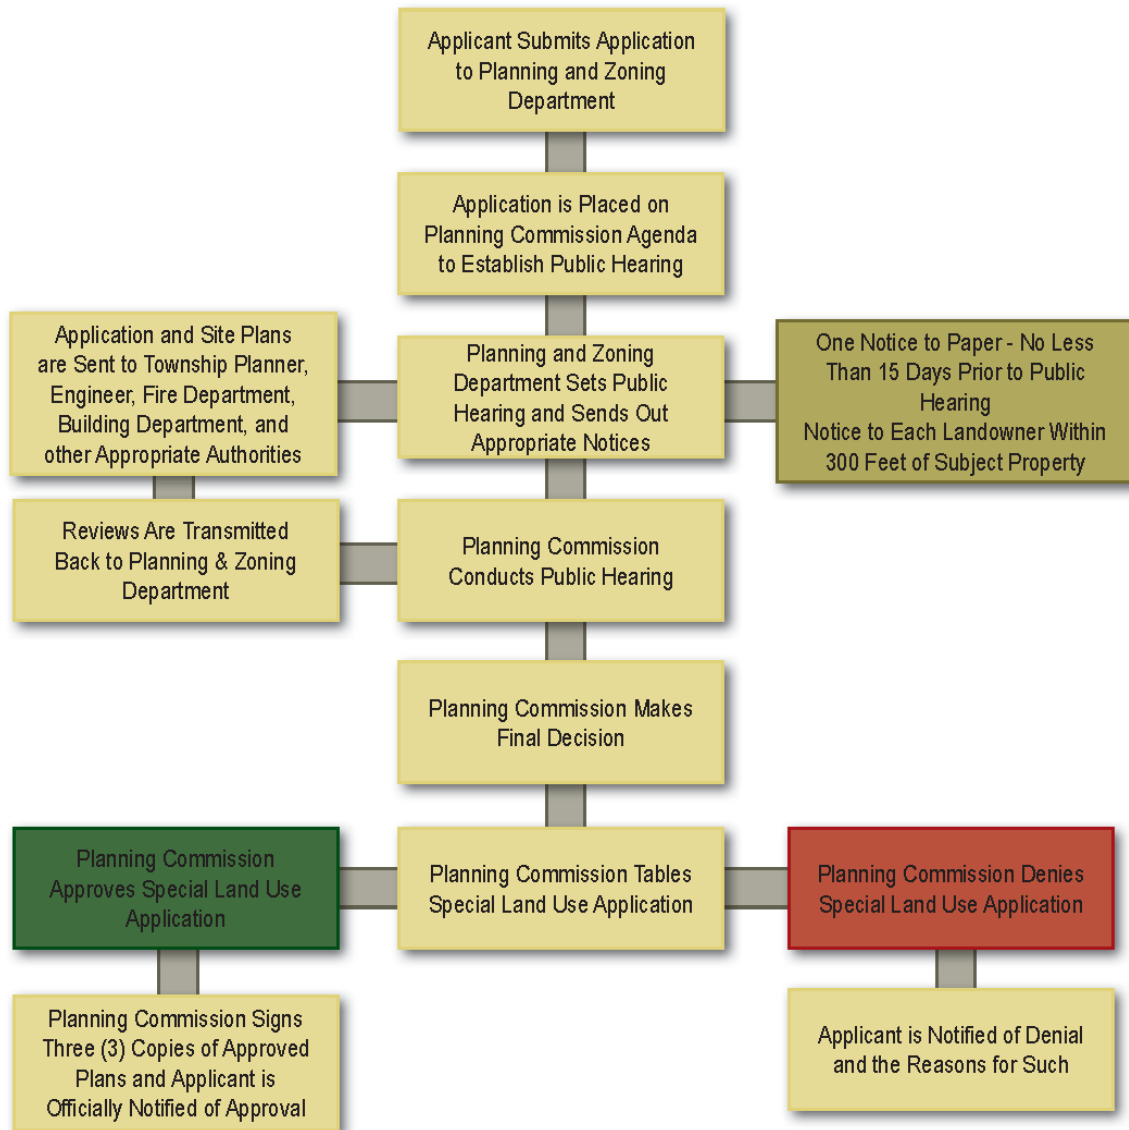 Applicant Submits Application
to Planning and Zoning
Department
Application is Placed on
Planning Commission Agenda
to Establish Public Hearing
Application and Site Plans
are Sent to Township Planner,
Engineer, Fire Department,
Building Department, and
other Appropriate Authorities
Planning and Zoning
Department Sets Public
Hearing and Sends Out
Appropriate Notices
One Notice to Paper - No Less
Than 15 Days Prior to Public
Hearing
Notice to Each Landowner Within
300 Feet of Subject Property
Reviews Are Transmitted
Back to Planning & Zoning
Department
Planning Commission
Conducts Public Hearing
Planning Commission Makes
Final Decision
Planning Commission
Approves Special Land Use
Application
Planning Commission Tables
Special Land Use Application
Planning Commission Denies
Special Land Use Application
Planning Commission Signs
Three (3) Copies of Approved
Plans and Applicant is
Officially Notified of Approval
Applicant is Notified of Denial
and the Reasons for Such